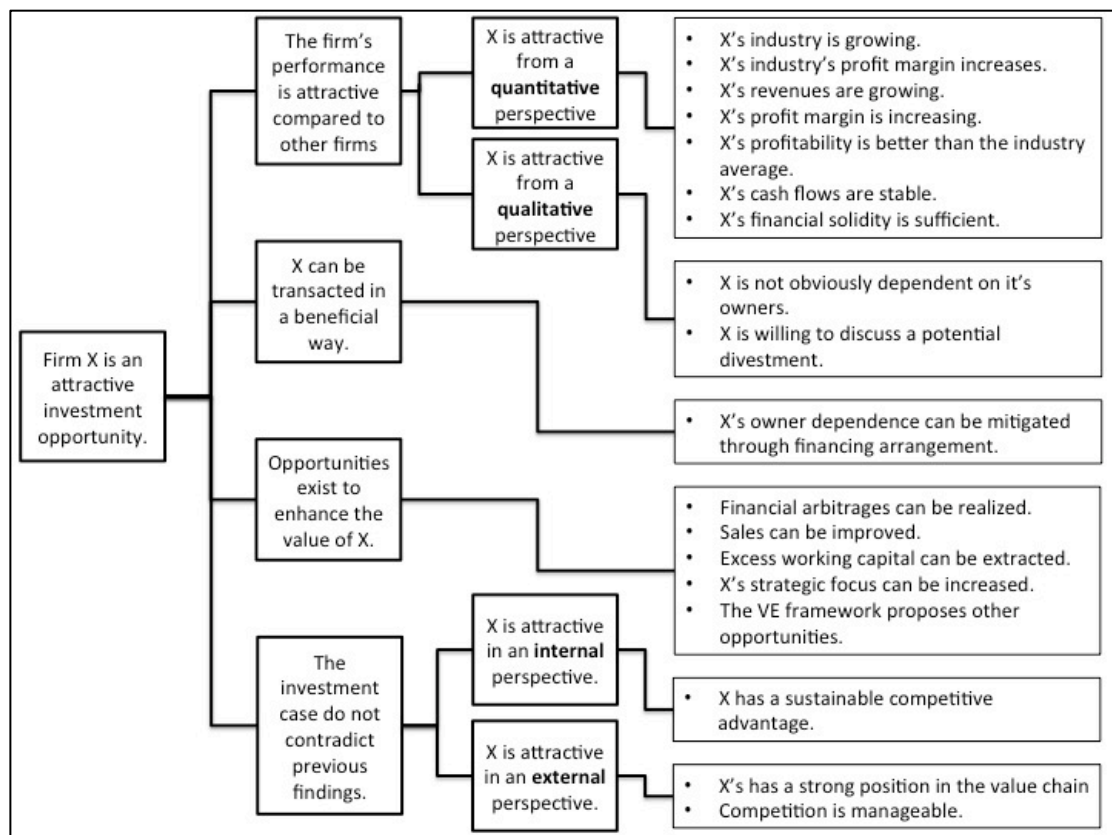 Firm X is an
attractive
investment
opportunity.
The firm's
performance
is attractive
compared to
other firms
X is attractive
from a
quantitative
perspective
• X's industry is growing.
• X's industry's profit margin increases.
• X's revenues are growing.
• X's profit margin is increasing.
• X's profitability is better than the industry
average.
• X's cash flows are stable.
• X's financial solidity is sufficient.
X is attractive
from a
qualitative
perspective
• X is not obviously dependent on it's
owners.
• X is willing to discuss a potential
divestment.
X can be
transacted in
a beneficial
way.
• X's owner dependence can be mitigated
through financing arrangement.
Opportunities
exist to
enhance the
value of X.
• Financial arbitrages can be realized.
• Sales can be improved.
• Excess working capital can be extracted.
• X's strategic focus can be increased.
• The VE framework proposes other
opportunities.
The
investment
case do not
contradict
previous
findings.
X is attractive
in an internal
perspective.
• X has a sustainable competitive
advantage.
X is attractive
in an external
perspective.
• X's has a strong position in the value chain
• Competition is manageable.